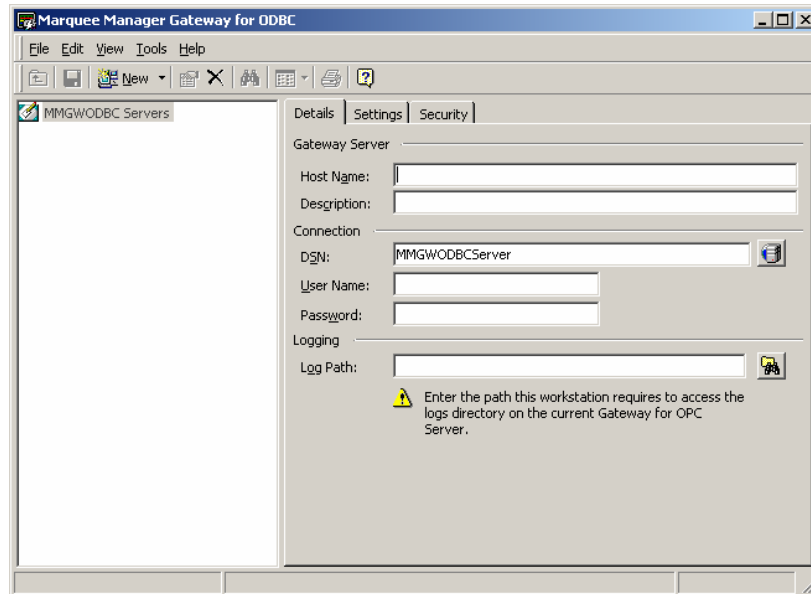 Marquee Manager Gateway for ODBC
File Edit View Tools Help
New
MMGWODBC Servers
Details Settings Security
Gateway Server
Host Name:
Description:
Connection
DSN: MMGWODBCServer
User Name:
Password:
Logging
Log Path:
Enter the path this workstation requires to access the
logs directory on the current Gateway for OPC
Server.